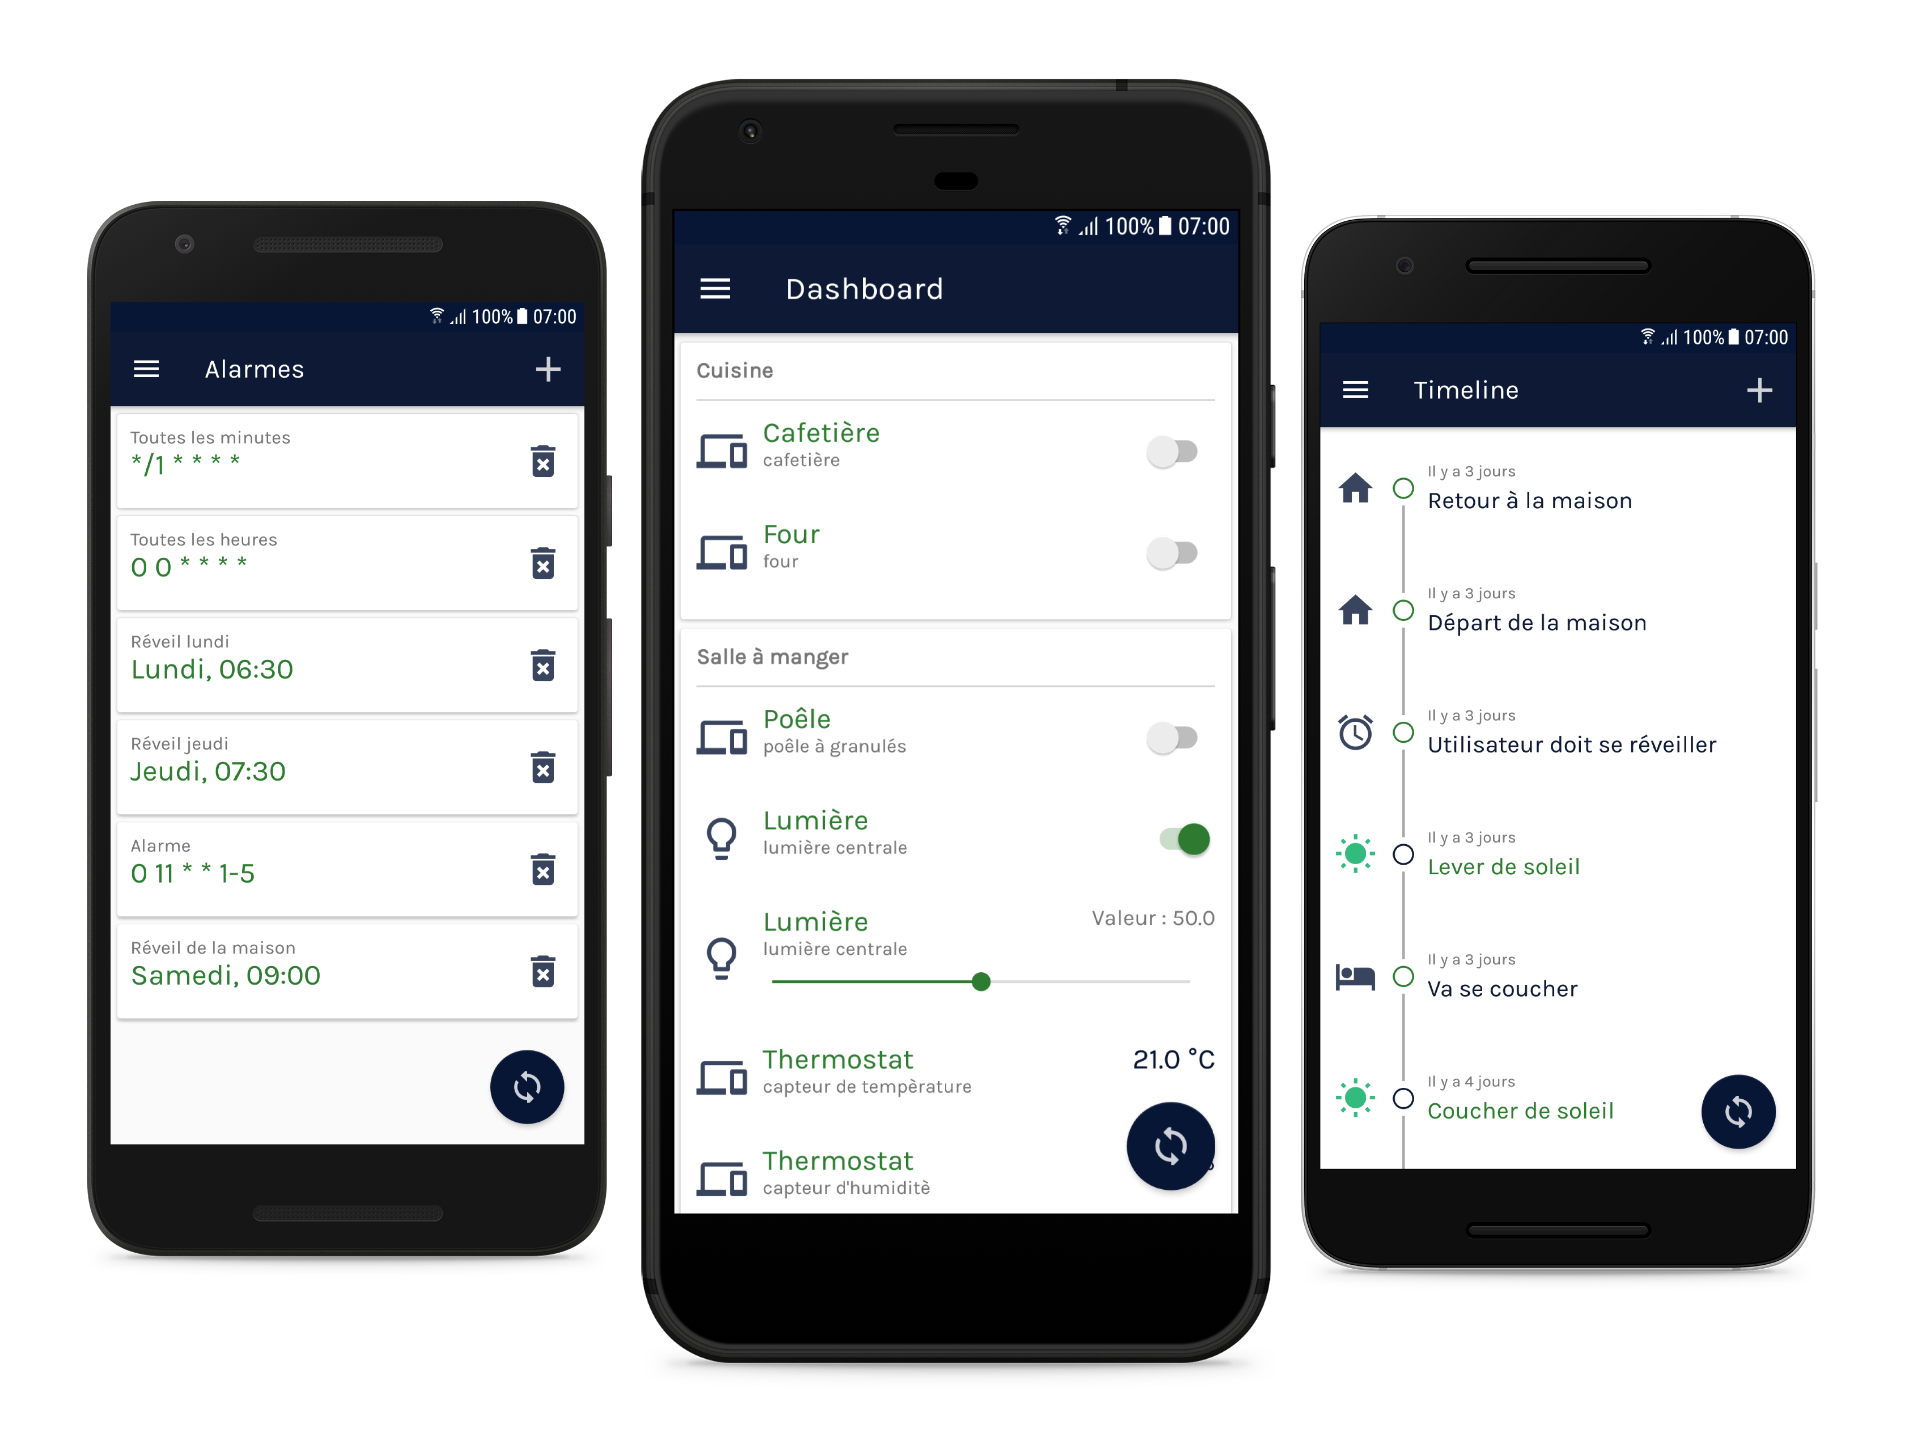 100% 07:00
Alarmes
Toutes les minutes
*/1 * * * *
Toutes les heures
0 0 * * * *
Réveil lundi
Lundi, 06:30
Réveil jeudi
Jeudi, 07:30
Alarme
0 11 * * 1-5
Réveil de la maison
Samedi, 09:00
100% 07:00
Dashboard
Cuisine
Cafetière
cafetière
Four
four
Salle à manger
Poêle
poêle à granulés
Lumière
lumière centrale
Lumière
Valeur : 50.0
lumière centrale
Thermostat
21.0 °C
capteur de tempèrature
Thermostat
capteur d'humiditè
100% 07:00
Timeline
Il y a 3 jours
Retour à la maison
Il y a 3 jours
Départ de la maison
Il y a 3 jours
Utilisateur doit se réveiller
Il y a 3 jours
Lever de soleil
Il y a 3 jours
Va se coucher
Il y a 4 jours
Coucher de soleil